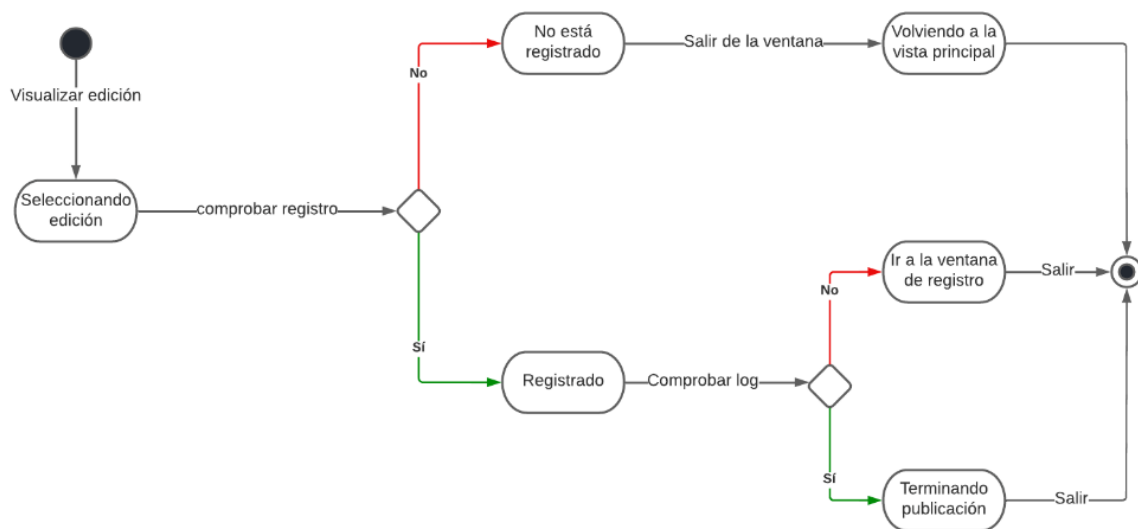 No está
registrado
Salir de la ventana
Volviendo a la
vista principal
No
Visualizar edición
Seleccionando
edición
comprobar registro
Ir a la ventana
de registro
Salir
No
Sí
Registrado
Comprobar log
Sí
Terminando
publicación
Salir